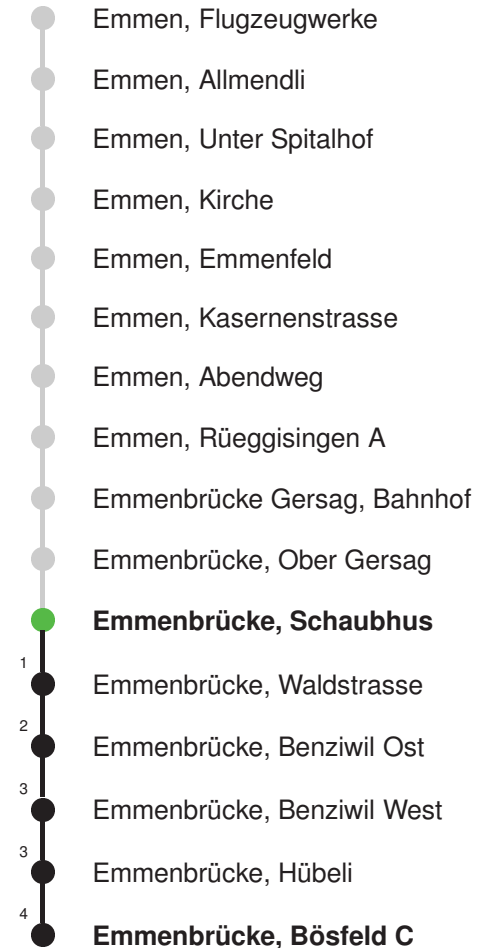 Emmen, Flugzeugwerke
Emmen, Allmendli
Emmen, Unter Spitalhof
Emmen, Kirche
Emmen, Emmenfeld
Emmen, Kasernenstrasse
Emmen, Abendweg
Emmen, Rüeggisingen A
Emmenbrücke Gersag, Bahnhof
Emmenbrücke, Ober Gersag
Emmenbrücke, Schaubhus
1 Emmenbrücke, Waldstrasse
2 Emmenbrücke, Benziwil Ost
3 Emmenbrücke, Benziwil West
3 Emmenbrücke, Hübeli
4 Emmenbrücke, Bösfeld C